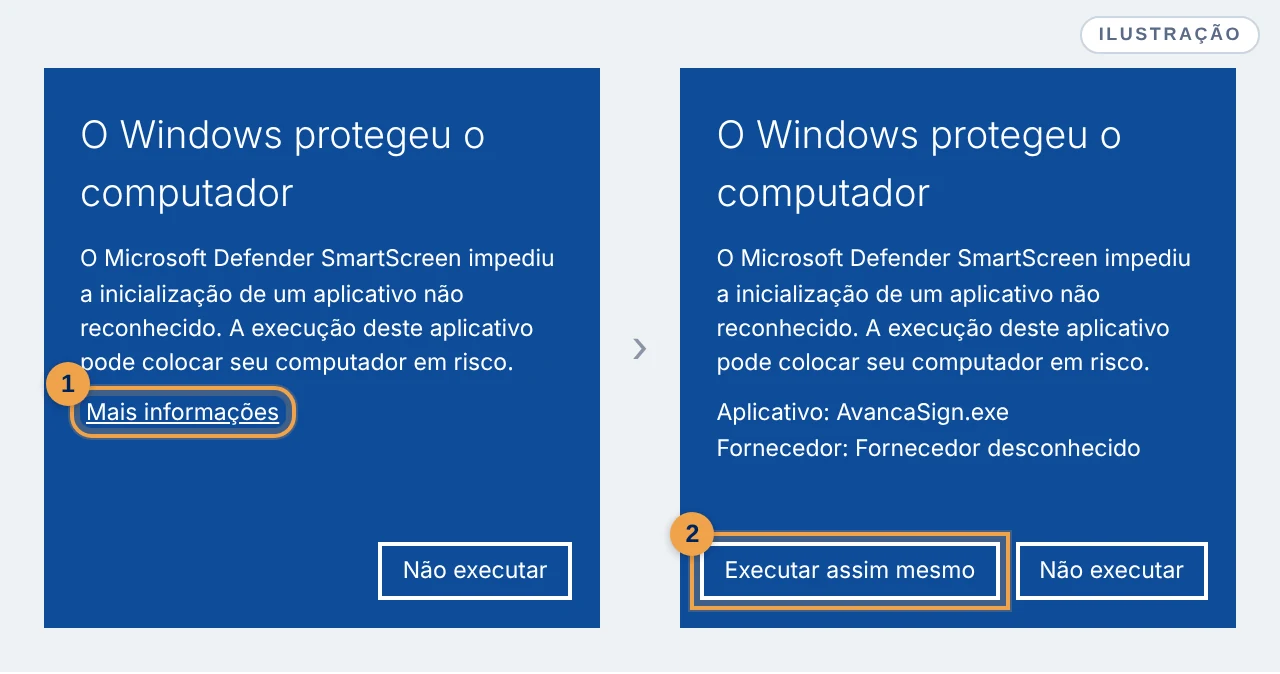 ILUSTRAÇÃO
O Windows protegeu o
computador
O Microsoft Defender SmartScreen impediu
a inicialização de um aplicativo não
reconhecido. A execução deste aplicativo
pode colocar seu computador em risco.
1
Mais informações
Não executar
›
O Windows protegeu o
computador
O Microsoft Defender SmartScreen impediu
a inicialização de um aplicativo não
reconhecido. A execução deste aplicativo
pode colocar seu computador em risco.
Aplicativo: AvancaSign.exe
Fornecedor: Fornecedor desconhecido
2
Executar assim mesmo
Não executar